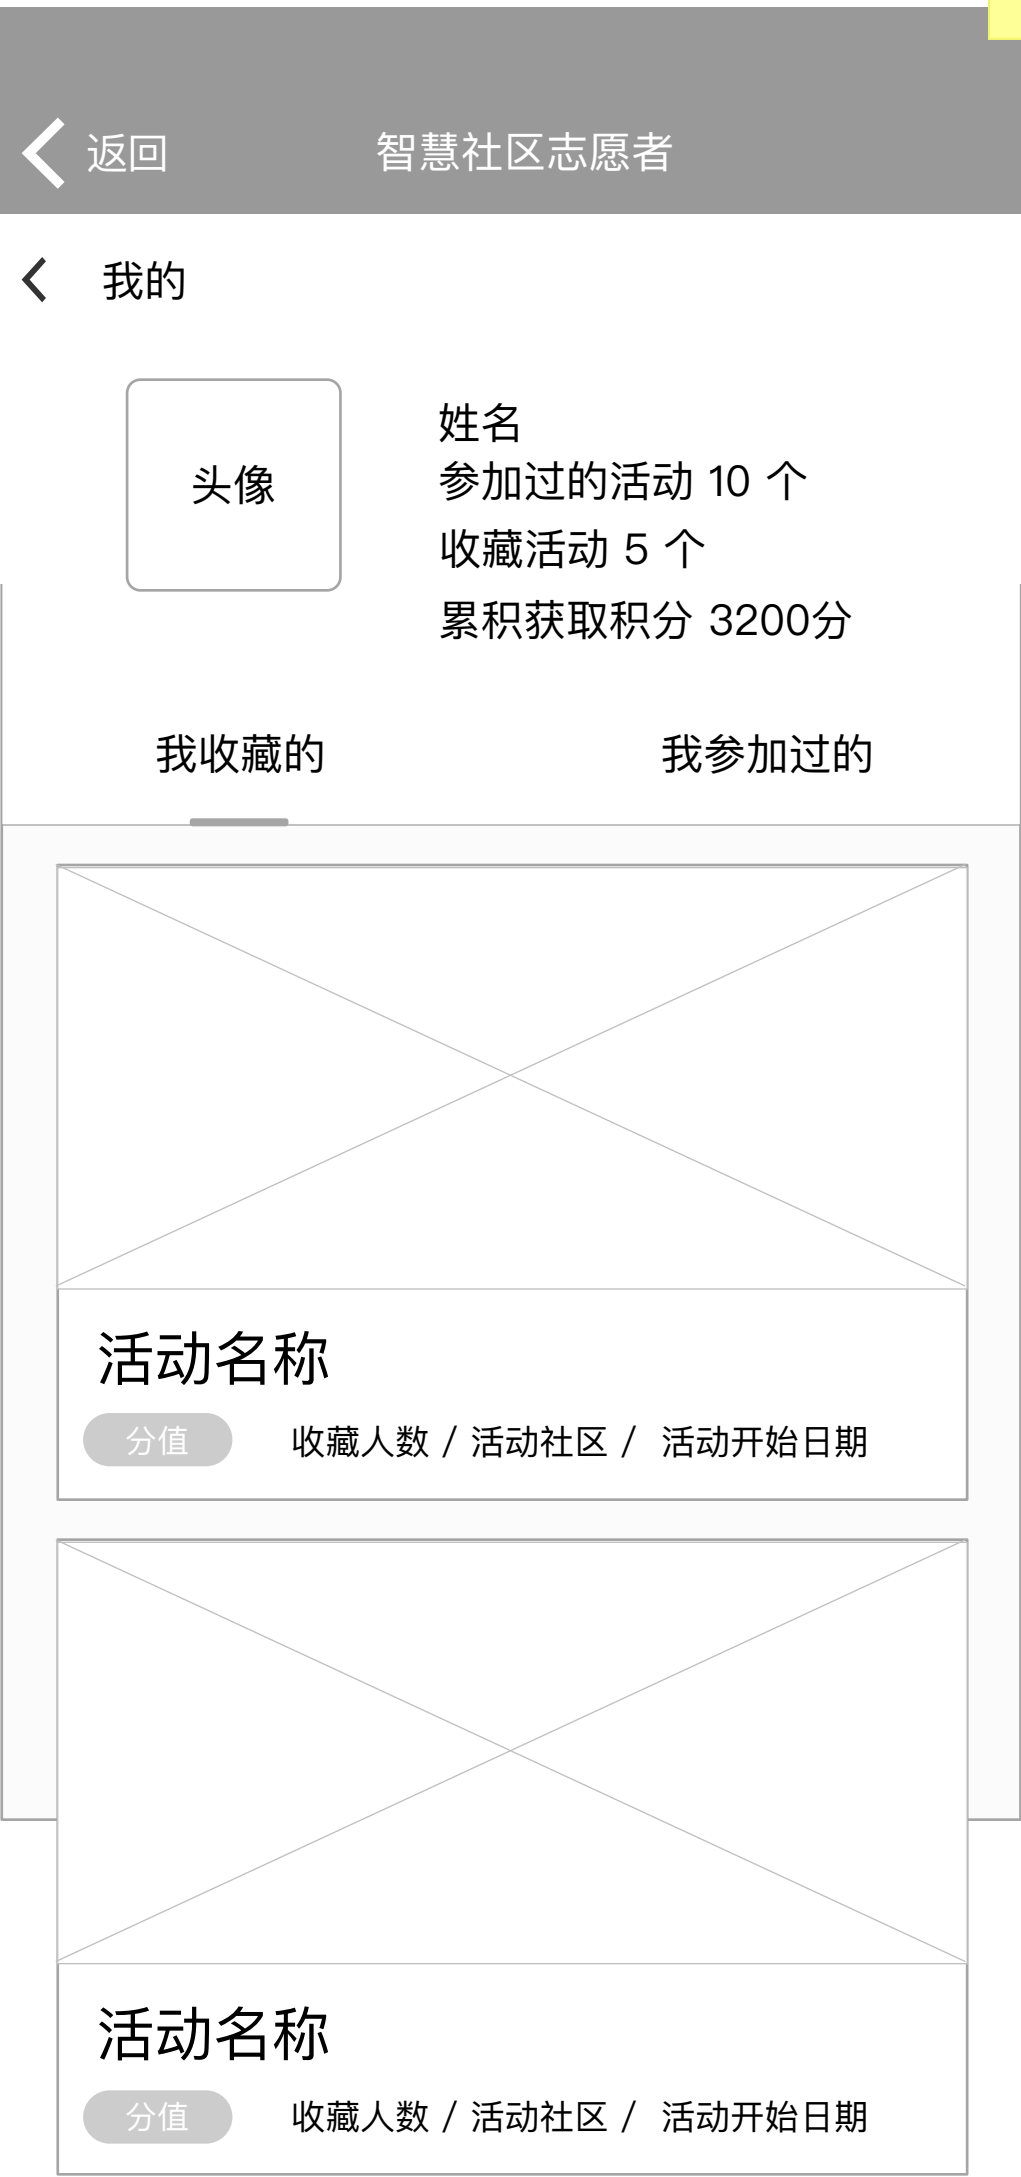 返回
智慧社区志愿者
我的
头像
姓名
参加过的活动 10 个
收藏活动 5 个
累积获取积分 3200分
我收藏的
我参加过的
活动名称
分值
收藏人数 / 活动社区 / 活动开始日期
活动名称
分值
收藏人数 / 活动社区 / 活动开始日期